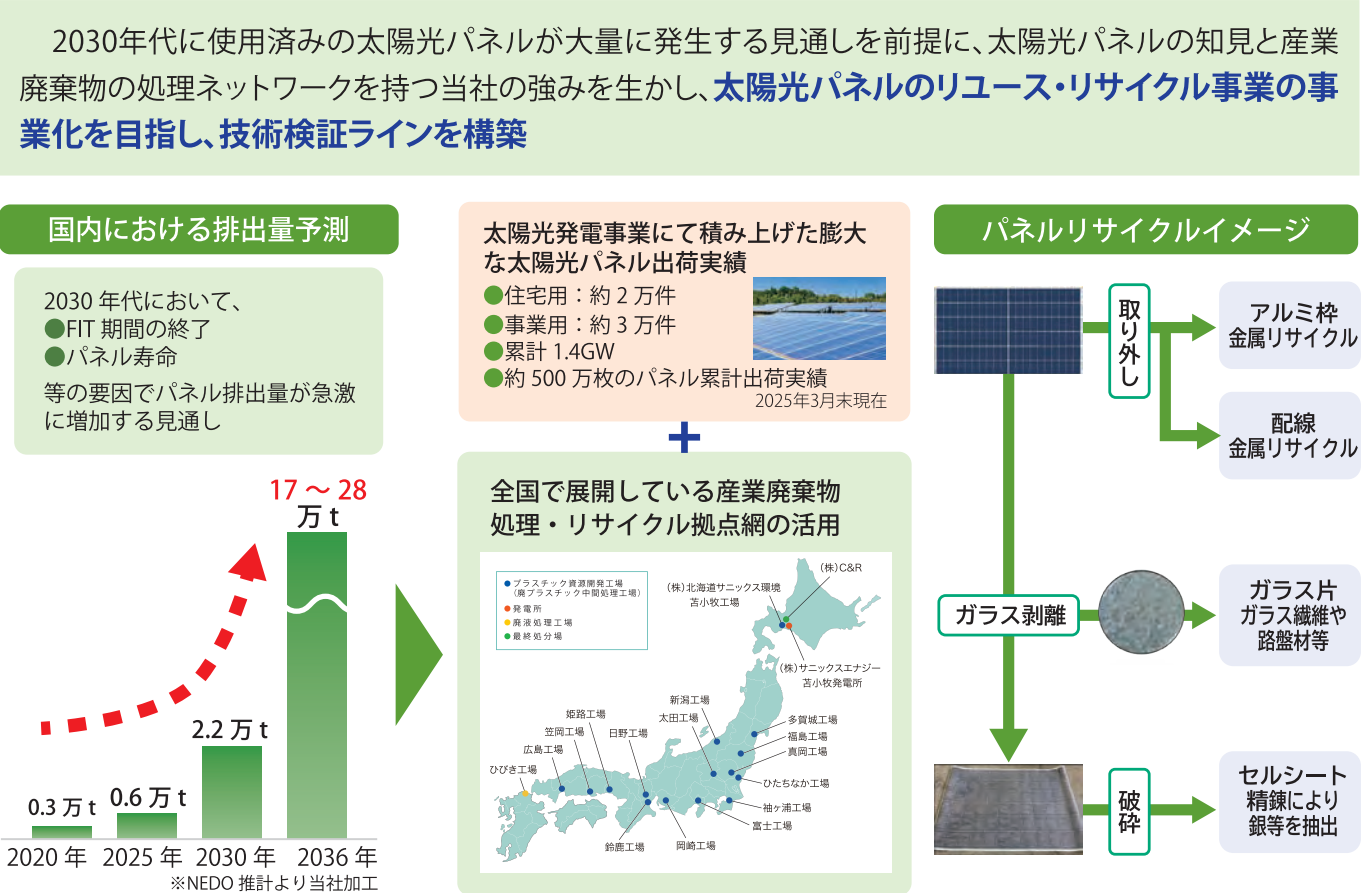 2030年代に使用済みの太陽光パネルが大量に発生する見通しを前提に、太陽光パネルの知見と産業
廃棄物の処理ネットワークを持つ当社の強みを生かし、太陽光パネルのリユース・リサイクル事業の事
業化を目指し、技術検証ラインを構築
国内における排出量予測
2030 年代において、
●FIT 期間の終了
●パネル寿命
等の要因でパネル排出量が急激
に増加する見通し
17 ～ 28
万 t
2.2 万 t
0.6 万 t
0.3 万 t
2020 年
2025 年
2030 年
2036 年
※NEDO 推計より当社加工
太陽光発電事業にて積み上げた膨大
な太陽光パネル出荷実績
●住宅用：約 2 万件
●事業用：約 3 万件
●累計 1.4GW
●約 500 万枚のパネル累計出荷実績
2025年3月末現在
+
全国で展開している産業廃棄物
処理・リサイクル拠点網の活用
●プラスチック資源開発工場
（廃プラスチック中間処理工場）
●発電所
●廃液処理工場
●最終処分場
（株）C&R
（株）北海道サニックス環境
苫小牧工場
（株）サニックスエナジー
苫小牧発電所
新潟工場
太田工場
姫路工場
笠岡工場
日野工場
広島工場
ひびき工場
多賀城工場
福島工場
真岡工場
ひたちなか工場
袖ヶ浦工場
富士工場
岡崎工場
鈴鹿工場
パネルリサイクルイメージ
取り外し
アルミ枠
金属リサイクル
配線
金属リサイクル
ガラス剥離
ガラス片
ガラス繊維や
路盤材等
破砕
セルシート
精錬により
銀等を抽出